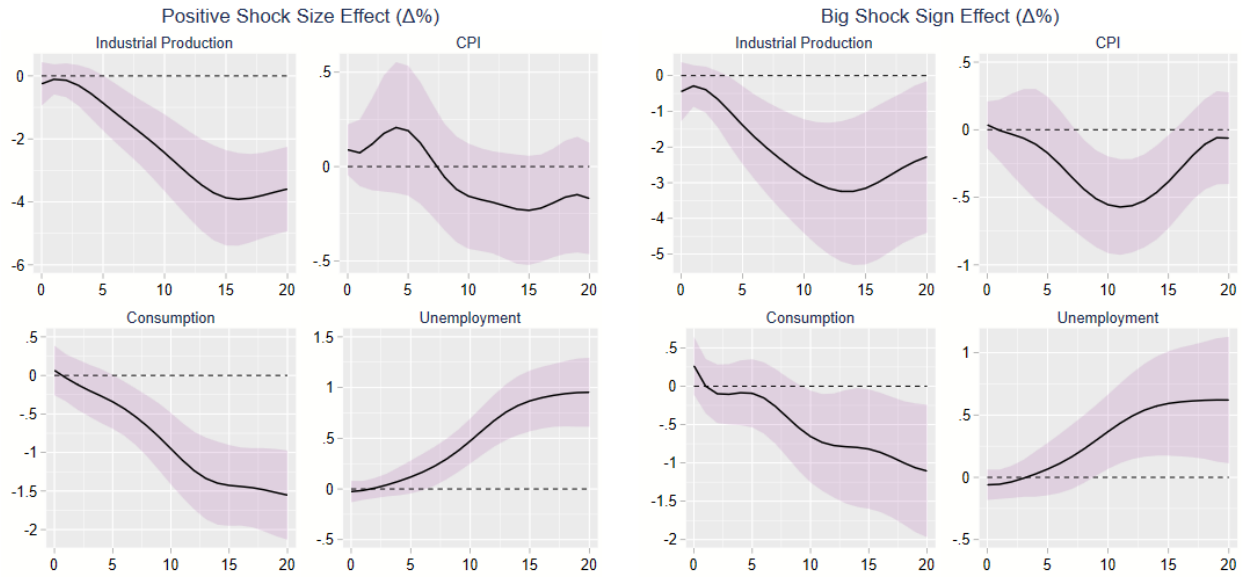 Positive Shock Size Effect (Δ%)
Industrial Production
0
-2
-4
-6
0 5 10 15 20
CPI
.5
0
-.5
0 5 10 15 20
Consumption
.5
0
-.5
-1
-1.5
-2
0 5 10 15 20
Unemployment
1.5
1
.5
0
-.5
0 5 10 15 20
Big Shock Sign Effect (Δ%)
Industrial Production
0
-1
-2
-3
-4
-5
0 5 10 15 20
CPI
.5
0
-.5
-1
0 5 10 15 20
Consumption
.5
0
-.5
-1
-1.5
-2
0 5 10 15 20
Unemployment
1
.5
0
-.5
0 5 10 15 20